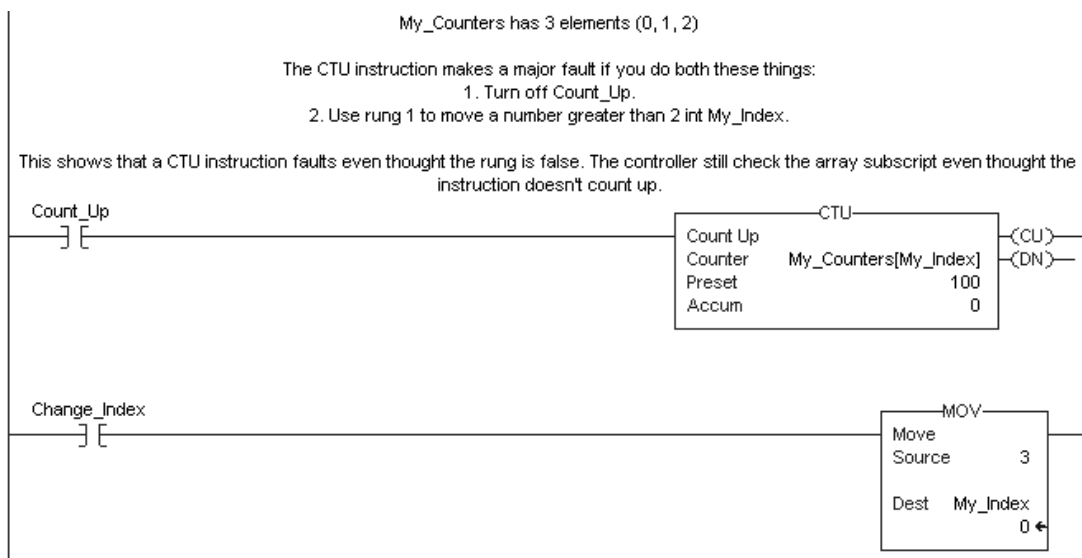 My_Counters has 3 elements (0, 1, 2)
The CTU instruction makes a major fault if you do both these things:
1. Turn off Count_Up.
2. Use rung 1 to move a number greater than 2 int My_Index.
This shows that a CTU instruction faults even thought the rung is false. The controller still check the array subscript even thought the
instruction doesn't count up.
Count_Up
CTU
Count Up
Counter My_Counters[My_Index]
Preset 100
Accum 0
CU
DN
Change_Index
MOV
Move
Source 3
Dest My_Index
0